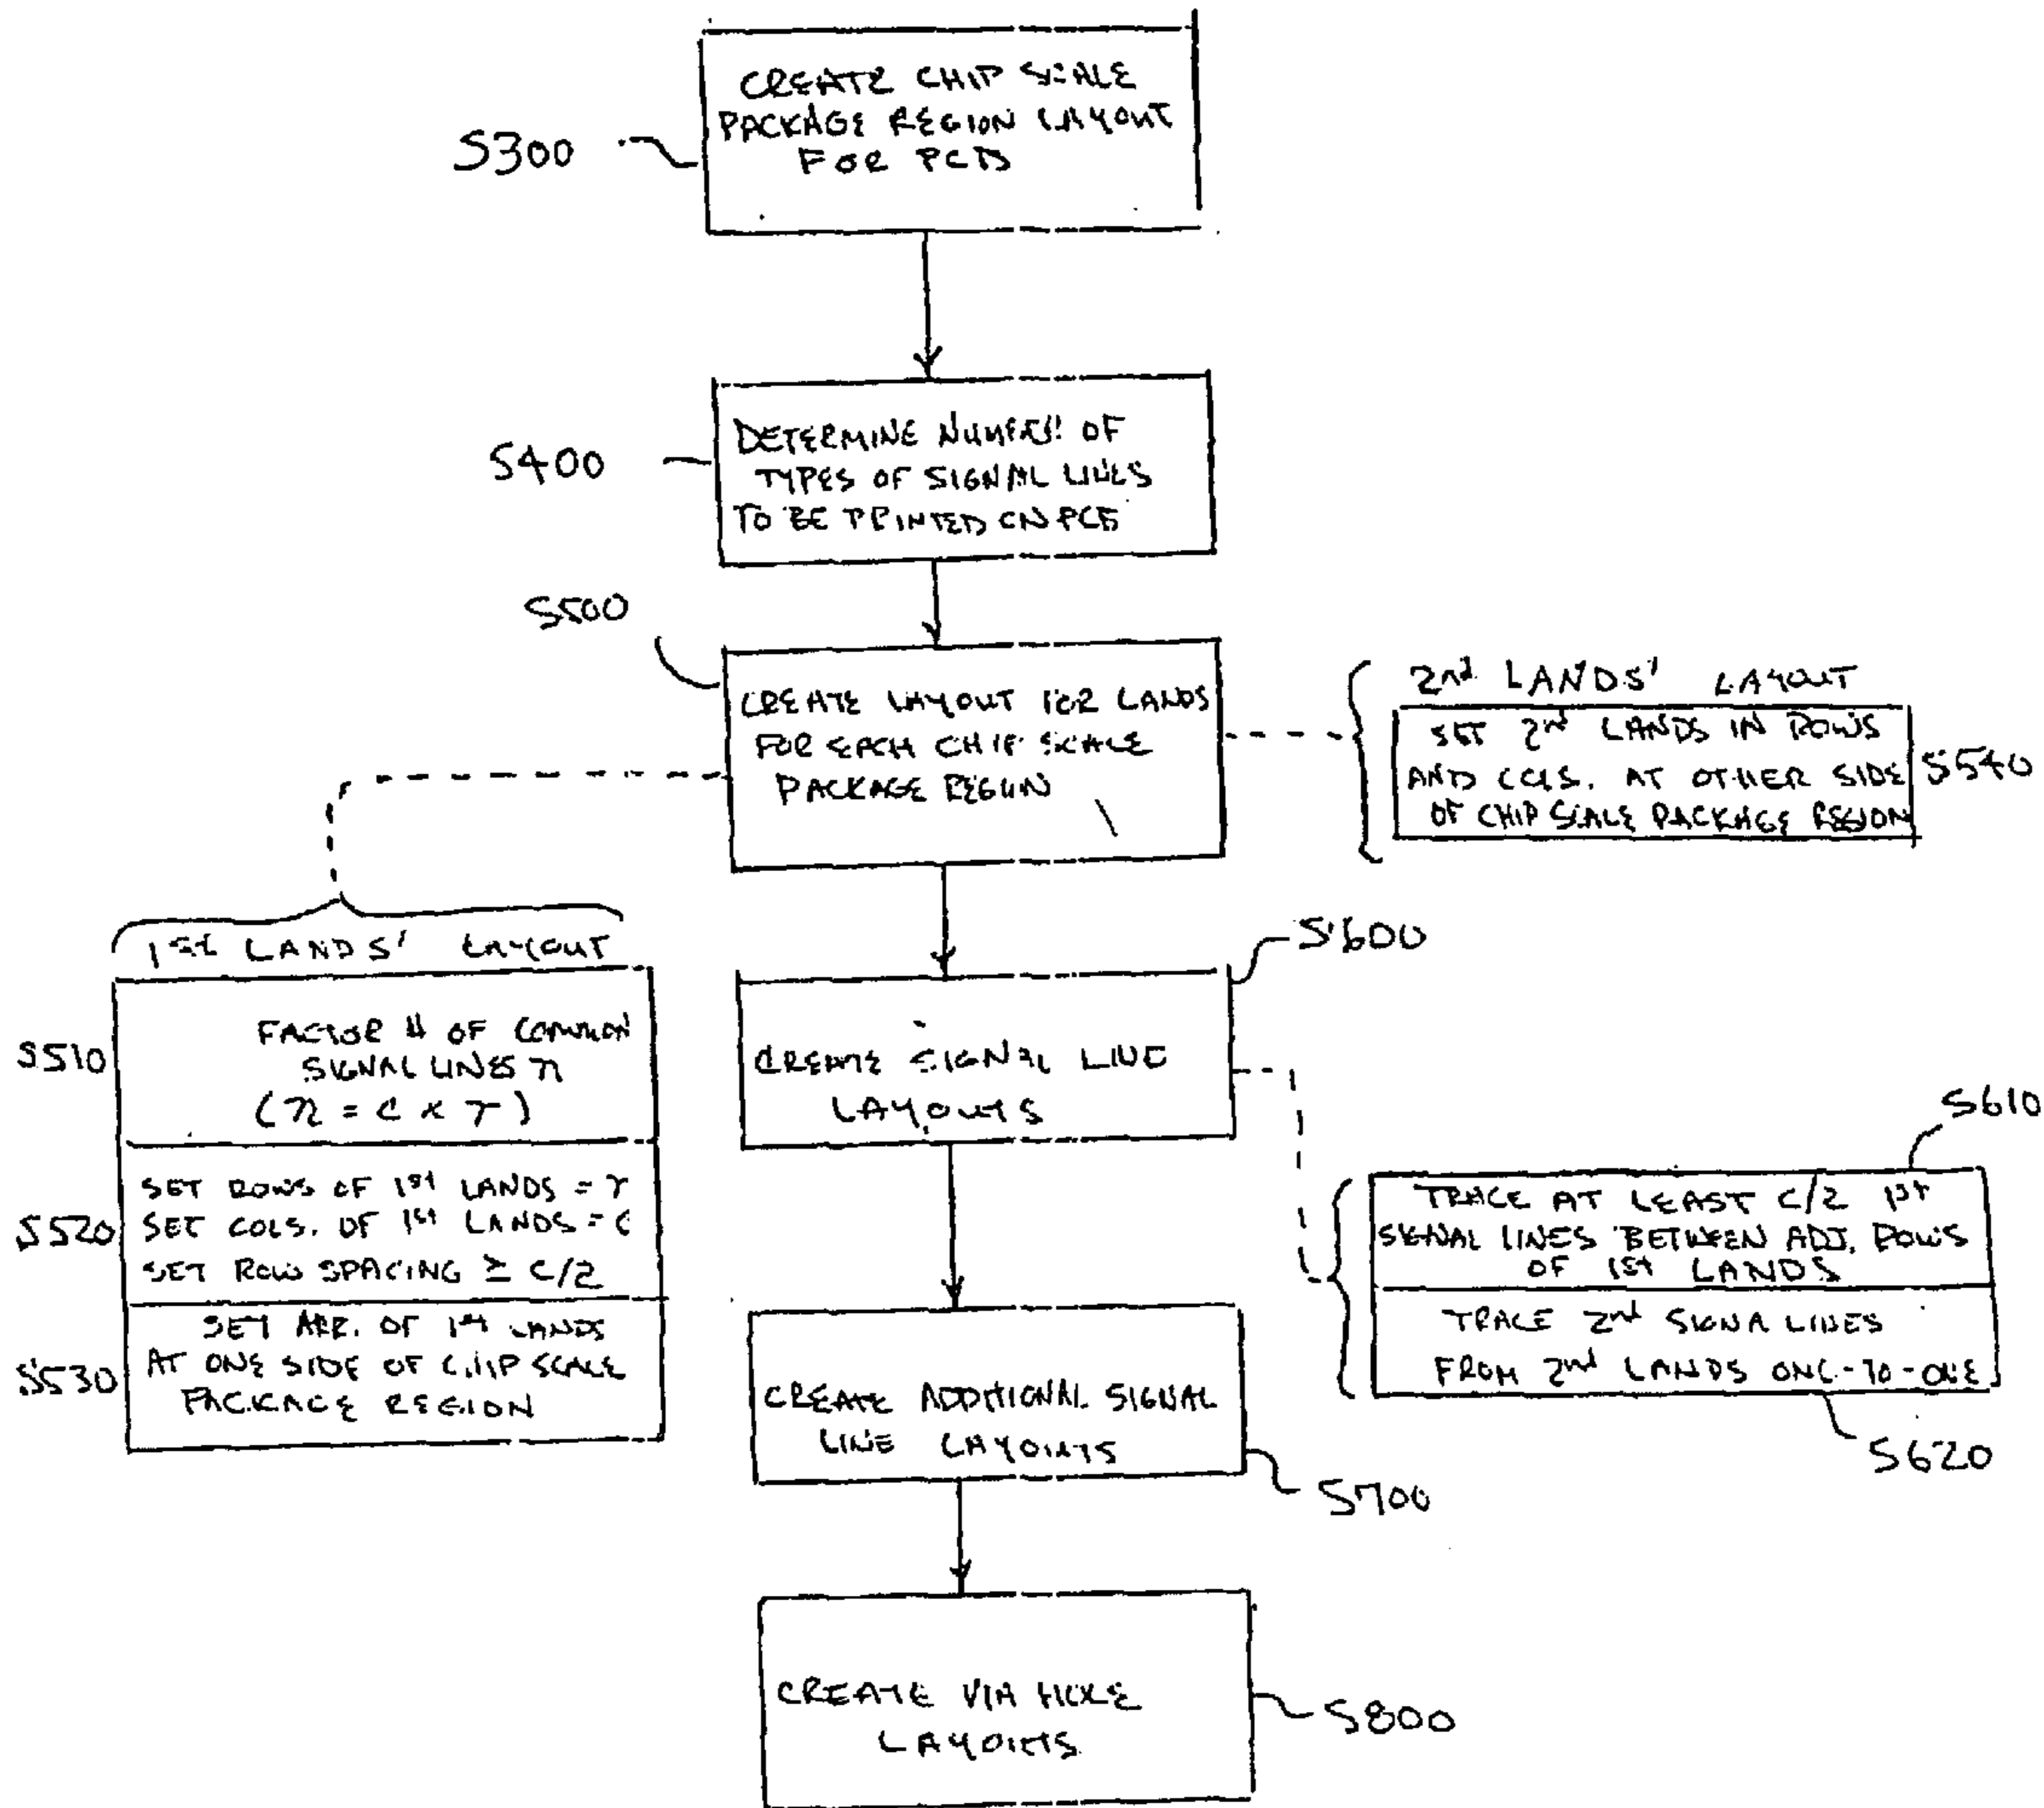 CREATE CHIP SCALE
PACKAGE REGION LAYOUT
FOR PCB
S300
DETERMINE NUMBER OF
TYPES OF SIGNAL LINES
TO BE PRINTED ON PCB
S400
S500
CREATE LAYOUT FOR LANDS
FOR EACH CHIP SCALE
PACKAGE REGION
2nd LANDS' LAYOUT
SET 2nd LANDS IN ROWS
AND COLS. AT OTHER SIDE
OF CHIP SCALE PACKAGE REGION
S540
1st LANDS' LAYOUT
S510
FACTOR # OF COMMON
SIGNAL LINES n
(n = c x r)
S520
SET ROWS OF 1st LANDS = r
SET COLS. OF 1st LANDS = c
SET ROW SPACING ≥ c/2
S530
SET ARR. OF 1st LANDS
AT ONE SIDE OF CHIP SCALE
PACKAGE REGION
S600
CREATE SIGNAL LINE
LAYOUTS
S610
TRACE AT LEAST c/2 1st
SIGNAL LINES BETWEEN ADJ. ROWS
OF 1st LANDS
TRACE 2nd SIGNA LINES
FROM 2nd LANDS ONE-TO-ONE
S620
CREATE ADDITIONAL SIGNAL
LINE LAYOUTS
S700
CREATE VIA HOLE
LAYOUTS
S800